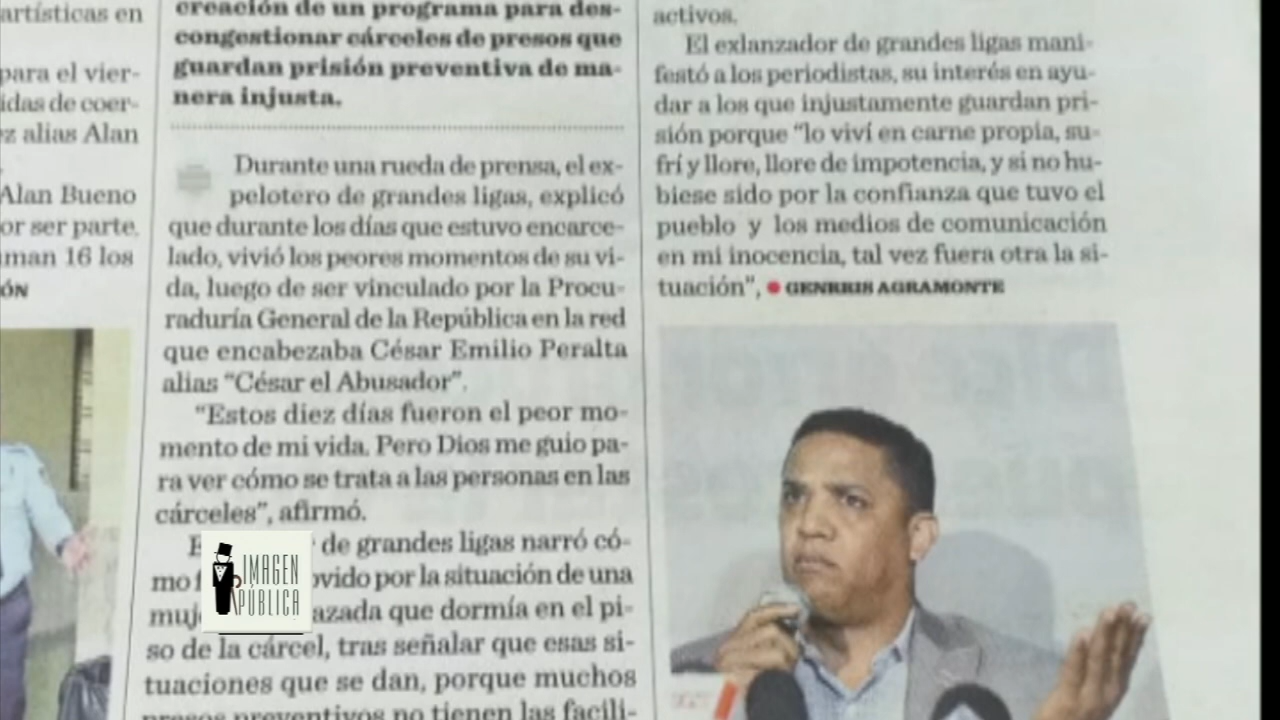 artísticas en
para el vier-
idas de coer-
ez alias Alan
Alan Bueno
or ser parte,
man 16 los
ÓN
creación de un programa para des-
congestionar cárceles de presos que
guardan prisión preventiva de ma-
nera injusta.
Durante una rueda de prensa, el ex-
pelotero de grandes ligas, explicó
que durante los días que estuvo encarce-
lado, vivió los peores momentos de su vi-
da, luego de ser vinculado por la Procu-
raduría General de la República en la red
que encabezaba César Emilio Peralta
alias “César el Abusador”.
“Estos diez días fueron el peor mo-
mento de mi vida. Pero Dios me guio pa-
ra ver cómo se trata a las personas en las
cárceles”, afirmó.
de grandes ligas narró có-
mo ovido por la situación de una
muj azada que dormía en el pi-
so de la cárcel, tras señalar que esas si-
tuaciones que se dan, porque muchos
presos preventivos no tienen las facili-
IMAGEN
PÚBLICA
activos.
El exlanzador de grandes ligas mani-
festó a los periodistas, su interés en ayu-
dar a los que injustamente guardan pri-
sión porque “lo viví en carne propia, su-
frí y llore, llore de impotencia, y si no hu-
biese sido por la confianza que tuvo el
pueblo y los medios de comunicación
en mi inocencia, tal vez fuera otra la si-
tuación”, ● GENRRIS AGRAMONTE